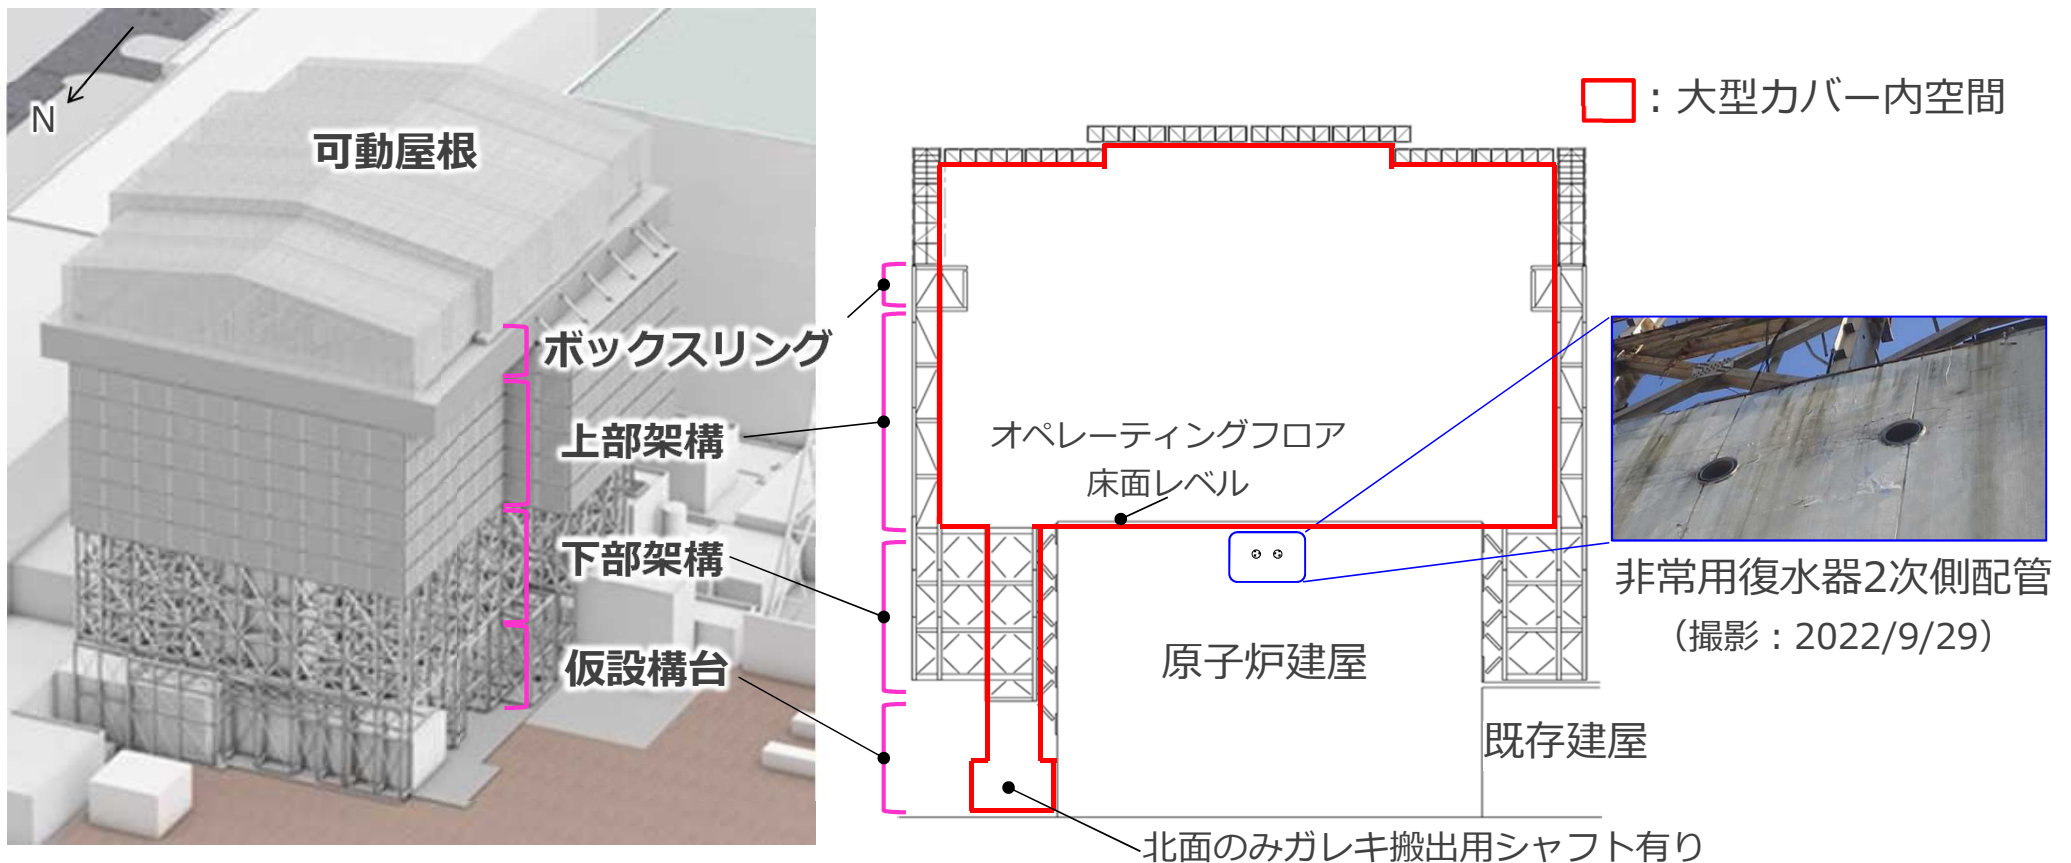 N
可動屋根
ボックスリング
上部架構
下部架構
仮設構台
：大型カバー内空間
オペレーティングフロア
床面レベル
原子炉建屋
既存建屋
北面のみガレキ搬出用シャフト有り
非常用復水器2次側配管
（撮影：2022/9/29）